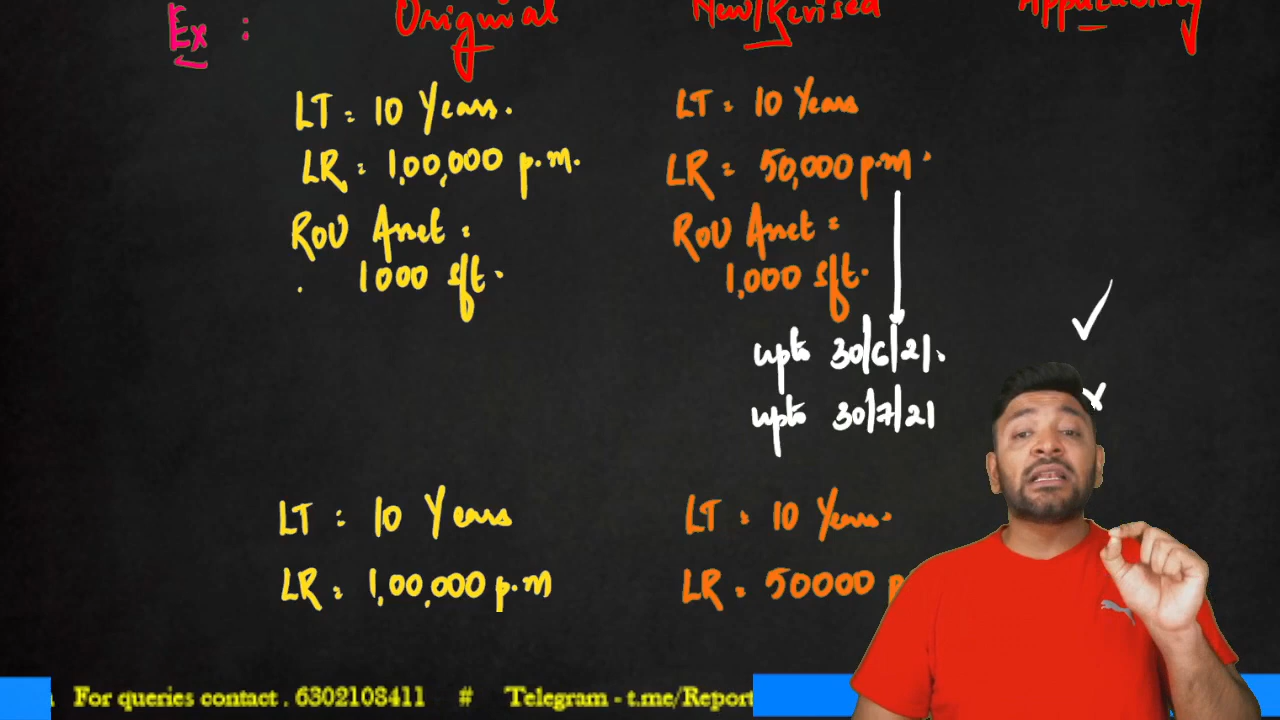 Ex : Original New/Revised Applicability
LT = 10 Years. LT = 10 Years
LR = 1,00,000 p.m. LR = 50,000 p.m.
ROU Asset = ROU Asset =
1000 sft. 1,000 sft.
upto 30/6/21.
upto 30/7/21
LT = 10 Years LT = 10 Years.
LR = 1,00,000 p.m LR = 50000 p
For queries contact . 6302108411 # Telegram - t.me/Report